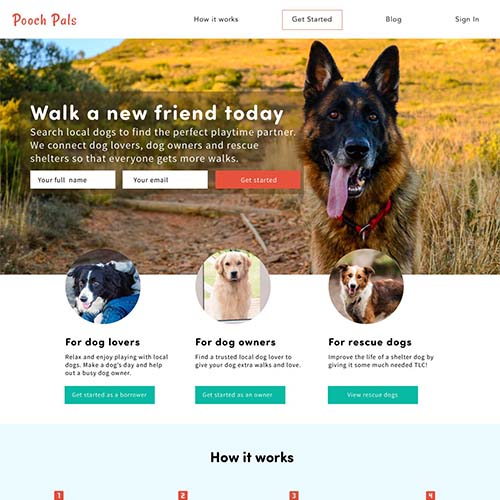 Pooch Pals
How it works
Get Started
Blog
Sign In
Walk a new friend today
Search local dogs to find the perfect playtime partner.
We connect dog lovers, dog owners and rescue
shelters so that everyone gets more walks.
Your full name
Your email
Get started
For dog lovers
Relax and enjoy playing with local
dogs. Make a dog's day and help
out a busy dog owner.
Get started as a borrower
For dog owners
Find a trusted local dog lover to
give your dog extra walks and love.
Get started as an owner
For rescue dogs
Improve the life of a shelter dog by
giving it some much needed TLC!
View rescue dogs
How it works
1
2
3
4